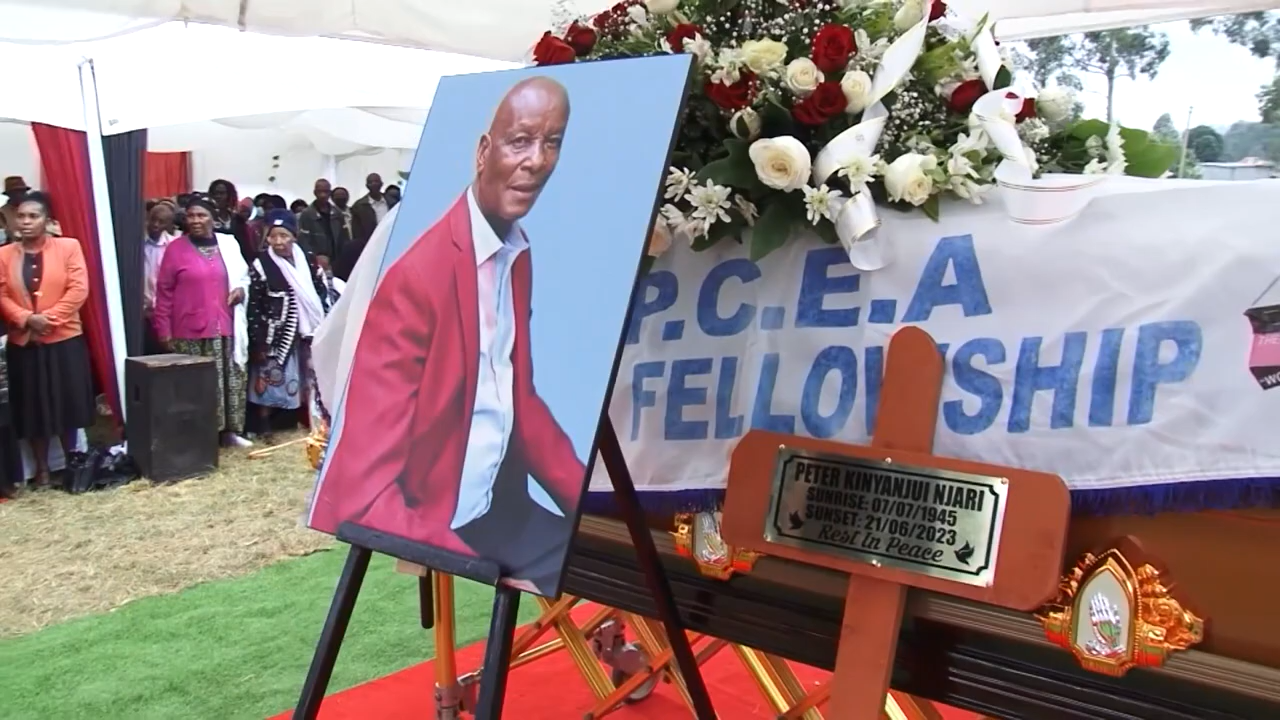 P.C.E.A
FELLOWSHIP
PETER KINYANJUI NJARI
SUNRISE: 07/07/1945
SUNSET: 21/06/2023
Rest In Peace